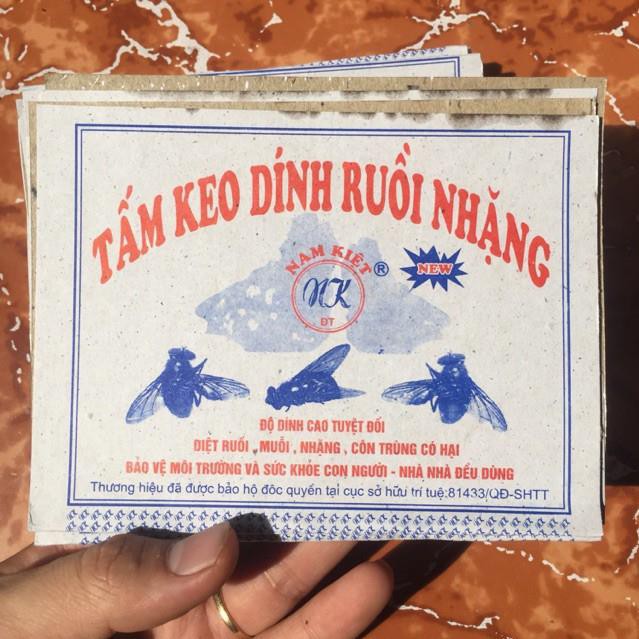 TẤM KEO DÍNH RUỒI NHẶNG
NAM KIỆT ®
NEW
NK
ĐT
ĐỘ DÍNH CAO TUYỆT ĐỐI
DIỆT RUỒI , MUỖI , NHẶNG , CÔN TRÙNG CÓ HẠI
BẢO VỆ MÔI TRƯỜNG VÀ SỨC KHỎE CON NGƯỜI - NHÀ NHÀ ĐỀU DÙNG
Thương hiệu đã được bảo hộ đôc quyền tại cục sở hữu trí tuệ:81433/QĐ-SHTT